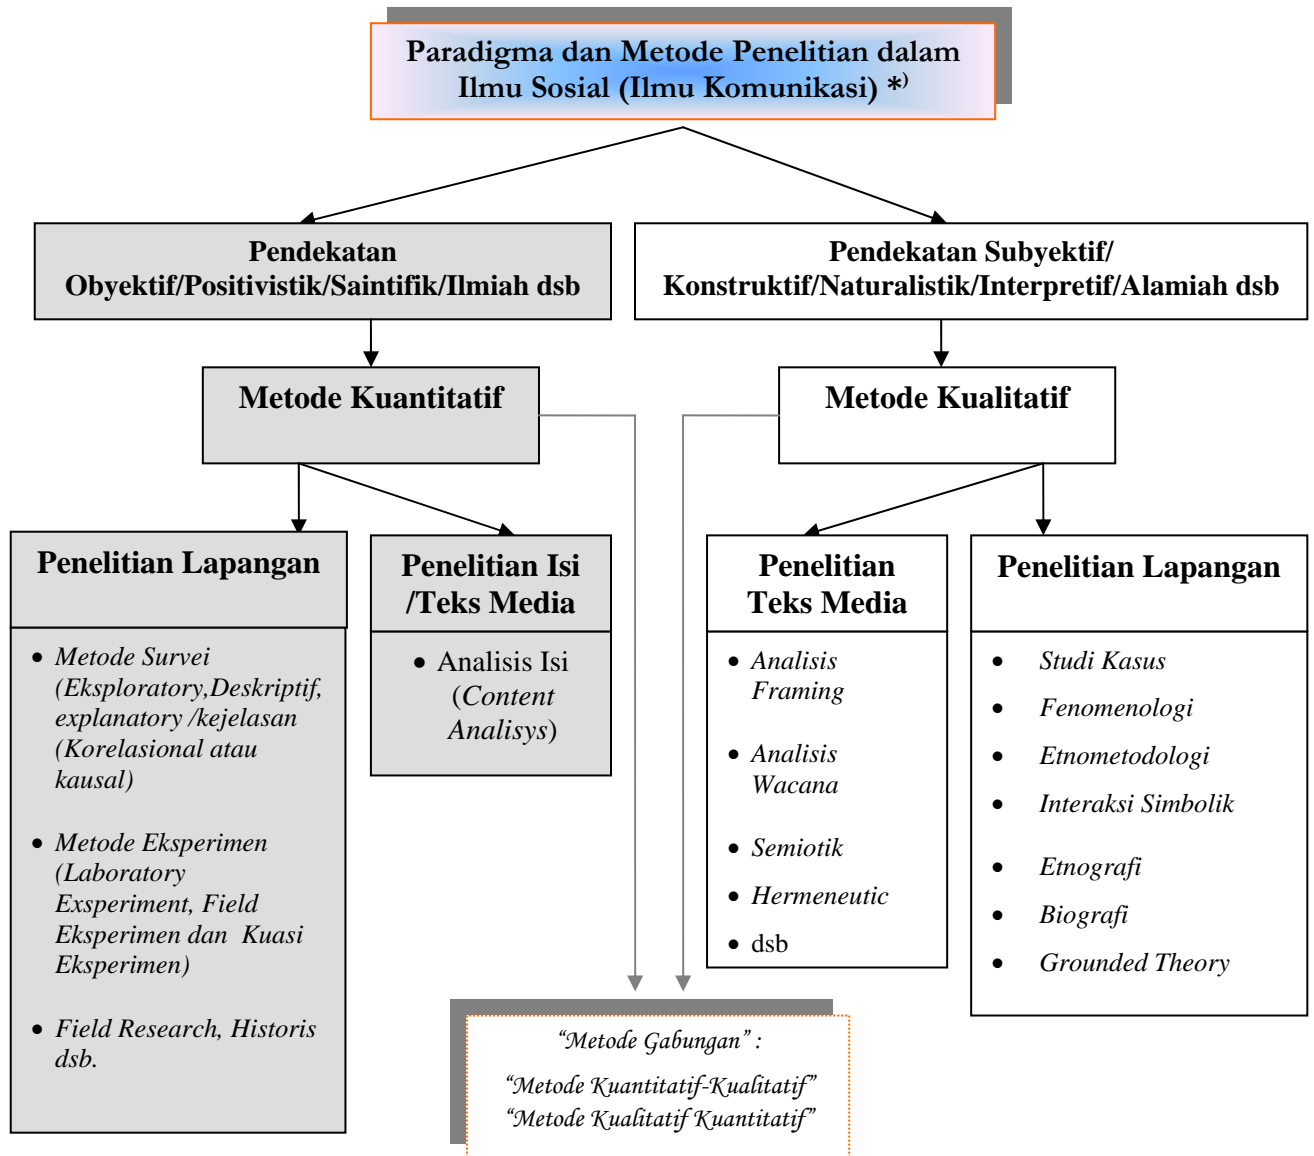 Paradigma dan Metode Penelitian dalam
Ilmu Sosial (Ilmu Komunikasi) *)
Pendekatan
Obyektif/Positivistik/Saintifik/Ilmiah dsb
Pendekatan Subyektif/
Konstruktif/Naturalistik/Interpretif/Alamiah dsb
Metode Kuantitatif
Metode Kualitatif
Penelitian Lapangan
• Metode Survei
(Eksploratory,Deskriptif,
explanatory /kejelasan
(Korelasional atau
kausal)
• Metode Eksperimen
(Laboratory
Exsperiment, Field
Eksperimen dan Kuasi
Eksperimen)
• Field Research, Historis
dsb.
Penelitian Isi
/Teks Media
• Analisis Isi
(Content
Analisys)
Penelitian
Teks Media
• Analisis
Framing
• Analisis
Wacana
• Semiotik
• Hermeneutic
• dsb
Penelitian Lapangan
• Studi Kasus
• Fenomenologi
• Etnometodologi
• Interaksi Simbolik
• Etnografi
• Biografi
• Grounded Theory
“Metode Gabungan” :
“Metode Kuantitatif-Kualitatif”
“Metode Kualitatif Kuantitatif”